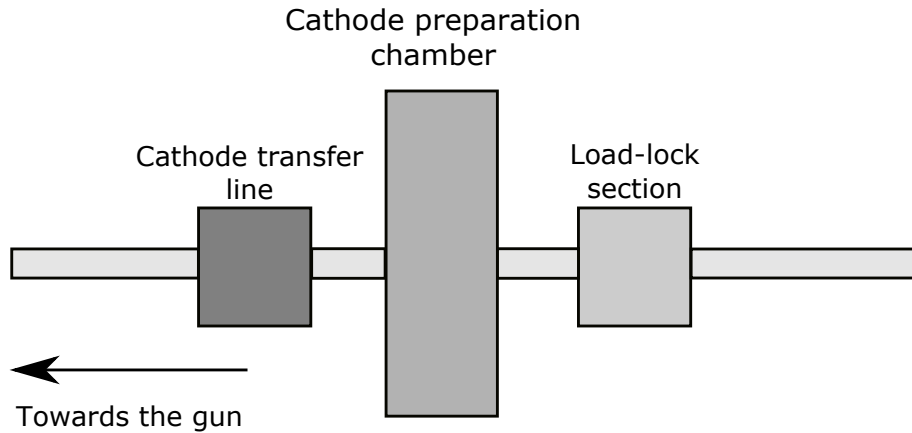 Cathode preparation
chamber
Cathode transfer
line
Load-lock
section
Towards the gun